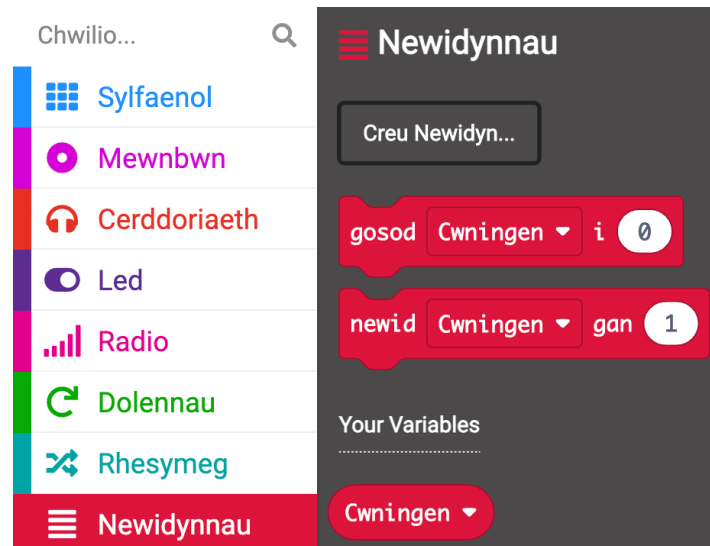 Chwilio...
Sylfaenol
Mewnbwn
Cerddoriaeth
Led
Radio
Dolennau
Rhesymeg
Newidynnau
Newidynnau
Creu Newidyn...
gosod Cwningen i 0
newid Cwningen gan 1
Your Variables
Cwningen